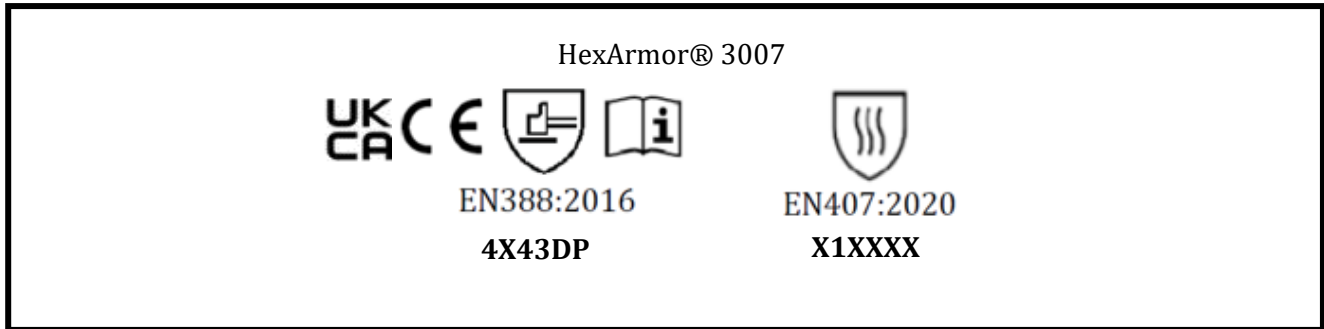 HexArmor® 3007
UK
CA CE i
EN388:2016
4X43DP
EN407:2020
X1XXXX